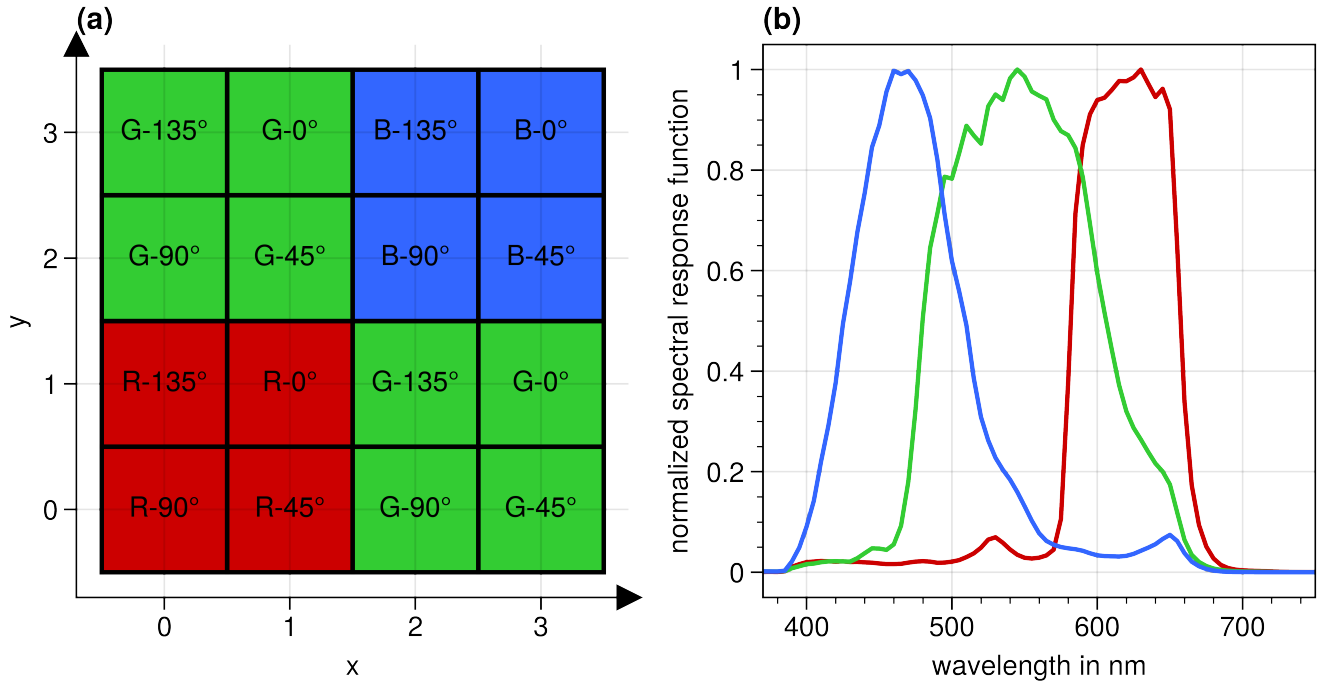 (a)
3
2
1
0
y
G-135° G-0° B-135° B-0°
G-90° G-45° B-90° B-45°
R-135° R-0° G-135° G-0°
R-90° R-45° G-90° G-45°
0 1 2 3
x
(b)
normalized spectral response function
1
0.8
0.6
0.4
0.2
0
400 500 600 700
wavelength in nm